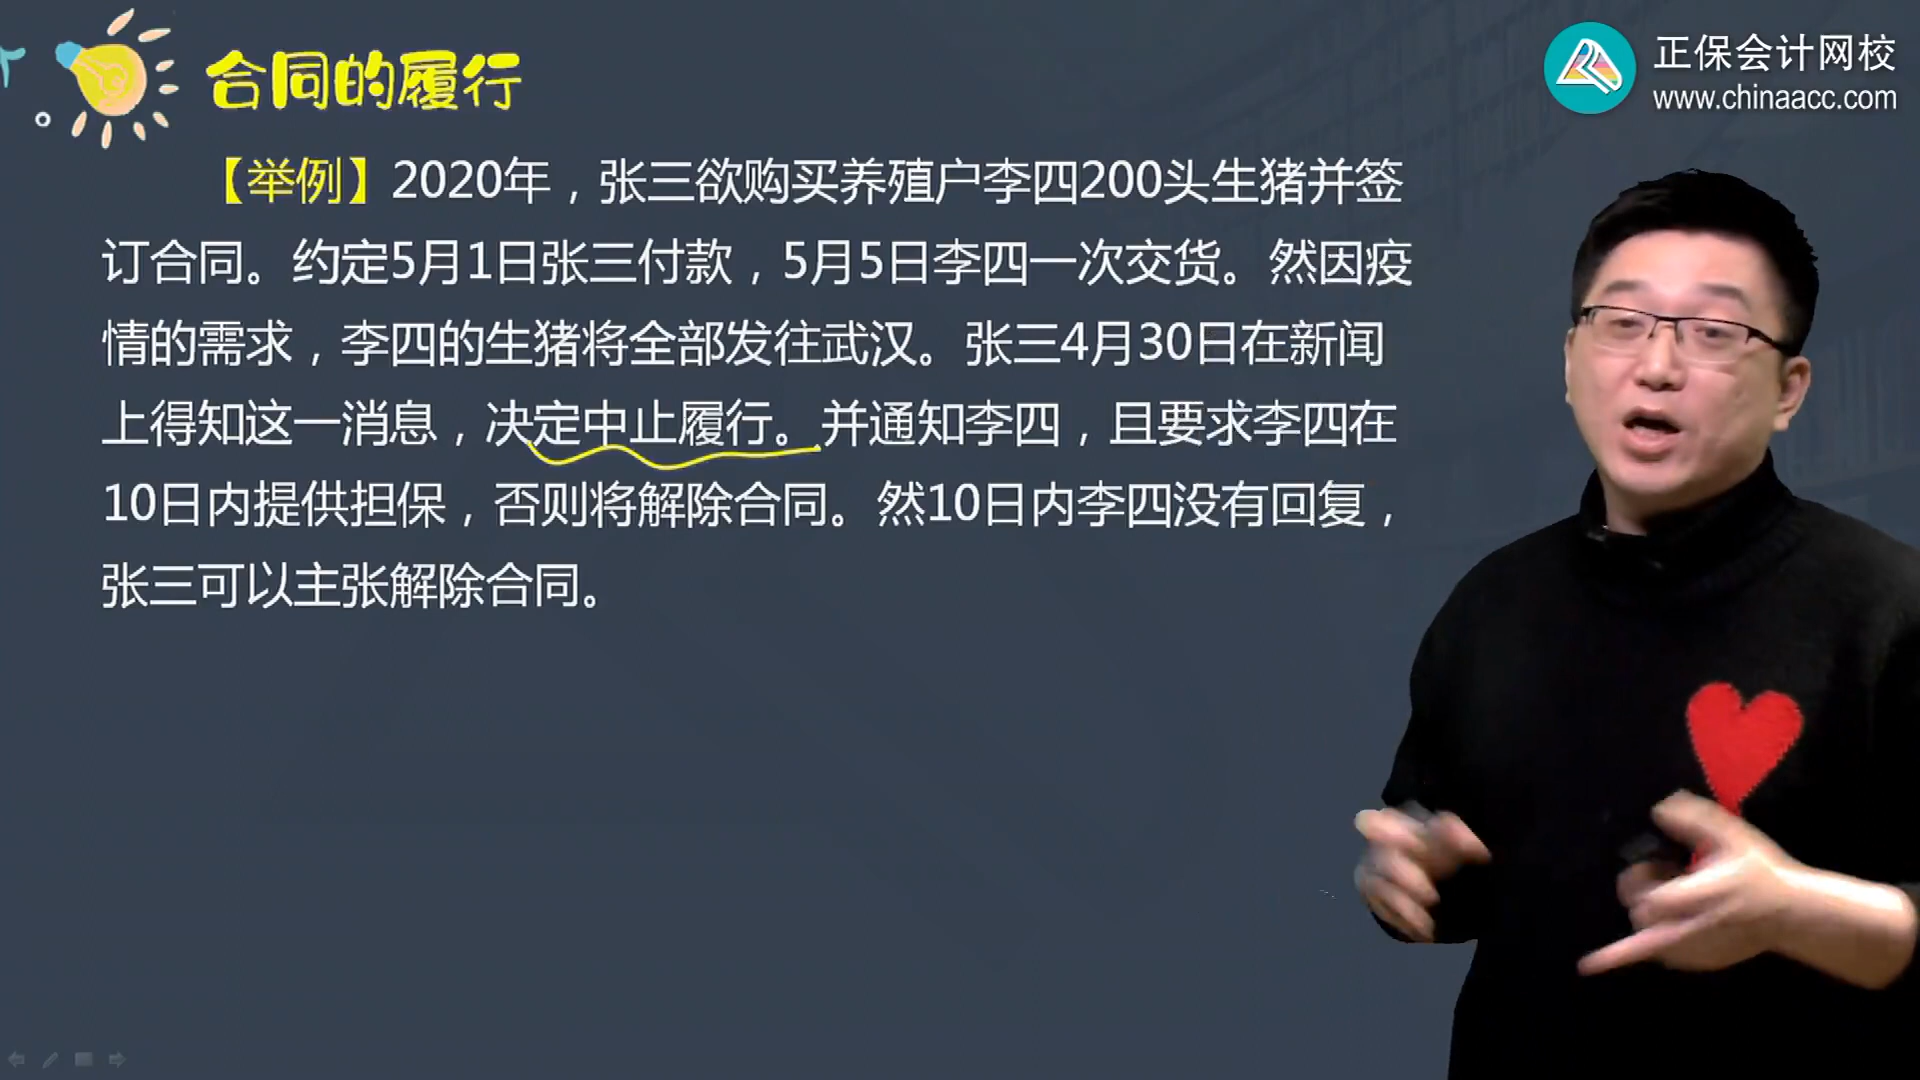 合同的履行
正保会计网校
www.chinaacc.com
【举例】2020年，张三欲购买养殖户李四200头生猪并签
订合同。约定5月1日张三付款，5月5日李四一次交货。然因疫
情的需求，李四的生猪将全部发往武汉。张三4月30日在新闻
上得知这一消息，决定中止履行。并通知李四，且要求李四在
10日内提供担保，否则将解除合同。然10日内李四没有回复，
张三可以主张解除合同。